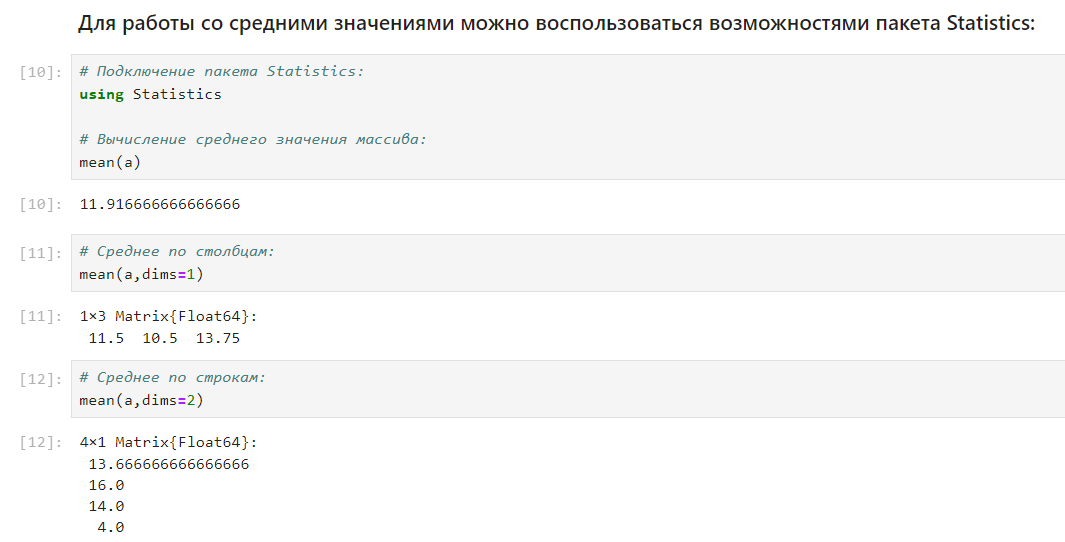 Для работы со средними значениями можно воспользоваться возможностями пакета Statistics:
[10]: # Подключение пакета Statistics:
using Statistics
# Вычисление среднего значения массива:
mean(a)
[10]: 11.916666666666666
[11]: # Среднее по столбцам:
mean(a,dims=1)
[11]: 1×3 Matrix{Float64}:
11.5 10.5 13.75
[12]: # Среднее по строкам:
mean(a,dims=2)
[12]: 4×1 Matrix{Float64}:
13.666666666666666
16.0
14.0
4.0